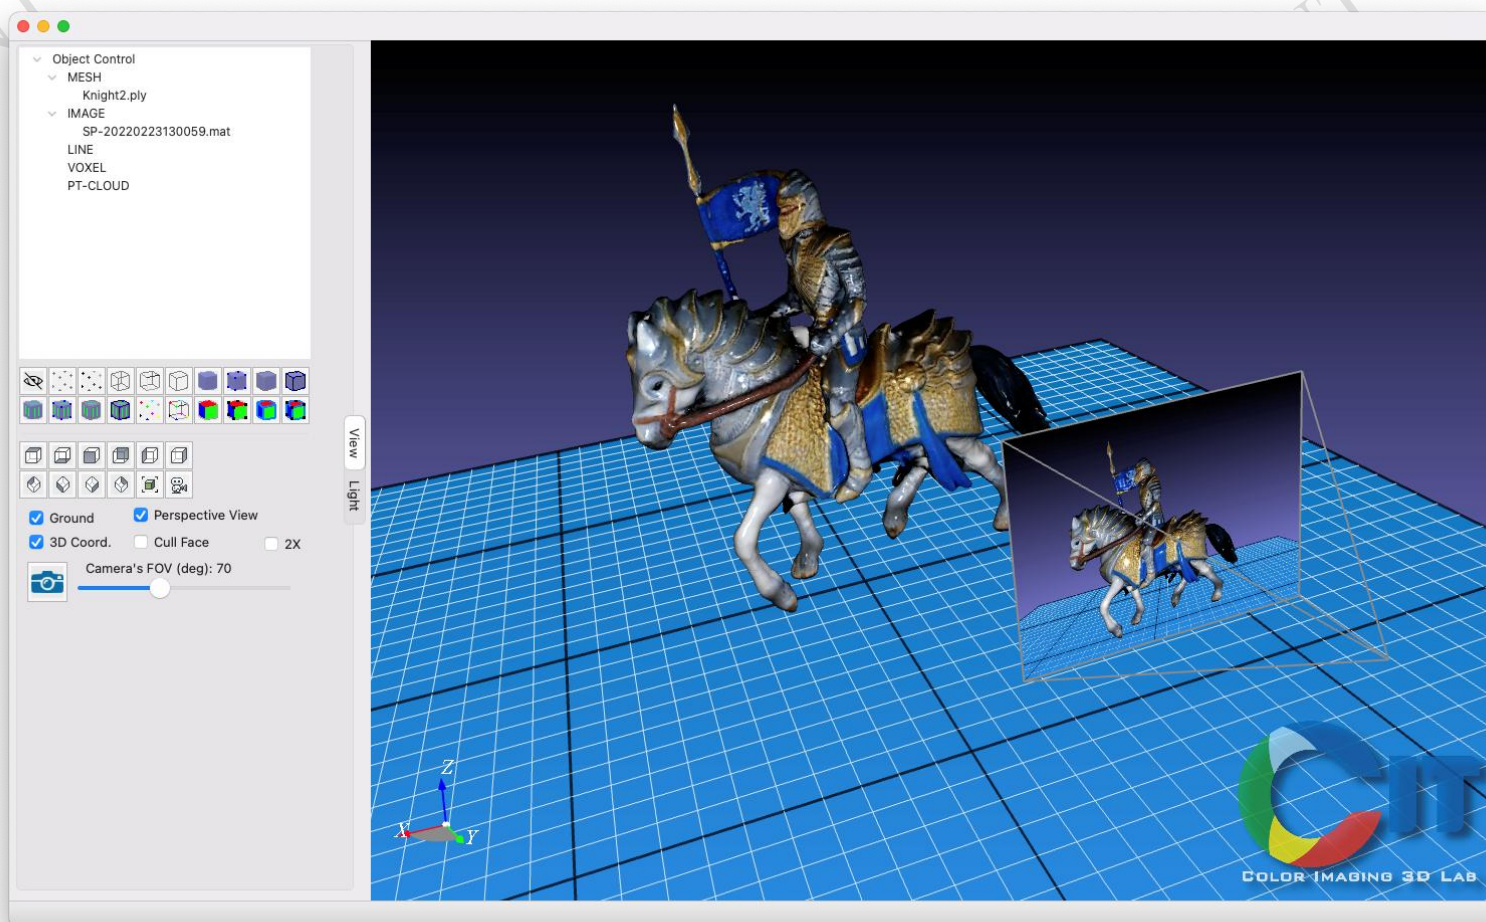 Object Control
MESH
Knight2.ply
IMAGE
SP-20220223130059.mat
LINE
VOXEL
PT-CLOUD
View
Light
Ground
Perspective View
3D Coord.
Cull Face
2X
Camera's FOV (deg): 70
Z
X
Y
CIT
COLOR IMAGING 3D LAB